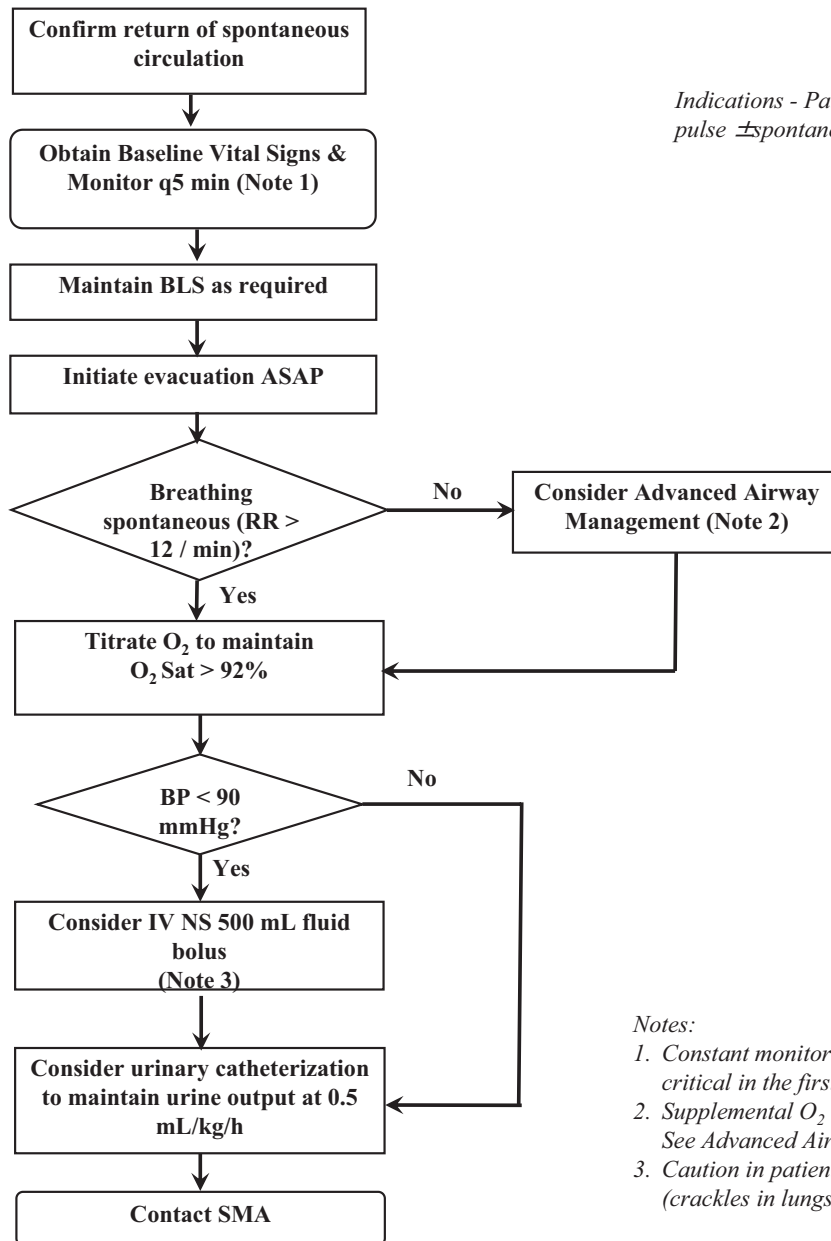 Confirm return of spontaneous
circulation
Indications - Pa
pulse ±spontane
Obtain Baseline Vital Signs &
Monitor q5 min (Note 1)
Maintain BLS as required
Initiate evacuation ASAP
Breathing
spontaneous (RR >
12 / min)?
No
Consider Advanced Airway
Management (Note 2)
Yes
Titrate O₂ to maintain
O₂ Sat > 92%
BP < 90
mmHg?
No
Yes
Consider IV NS 500 mL fluid
bolus
(Note 3)
Consider urinary catheterization
to maintain urine output at 0.5
mL/kg/h
Contact SMA
Notes:
1. Constant monitor
critical in the firs
2. Supplemental O₂
See Advanced Air
3. Caution in patien
(crackles in lungs